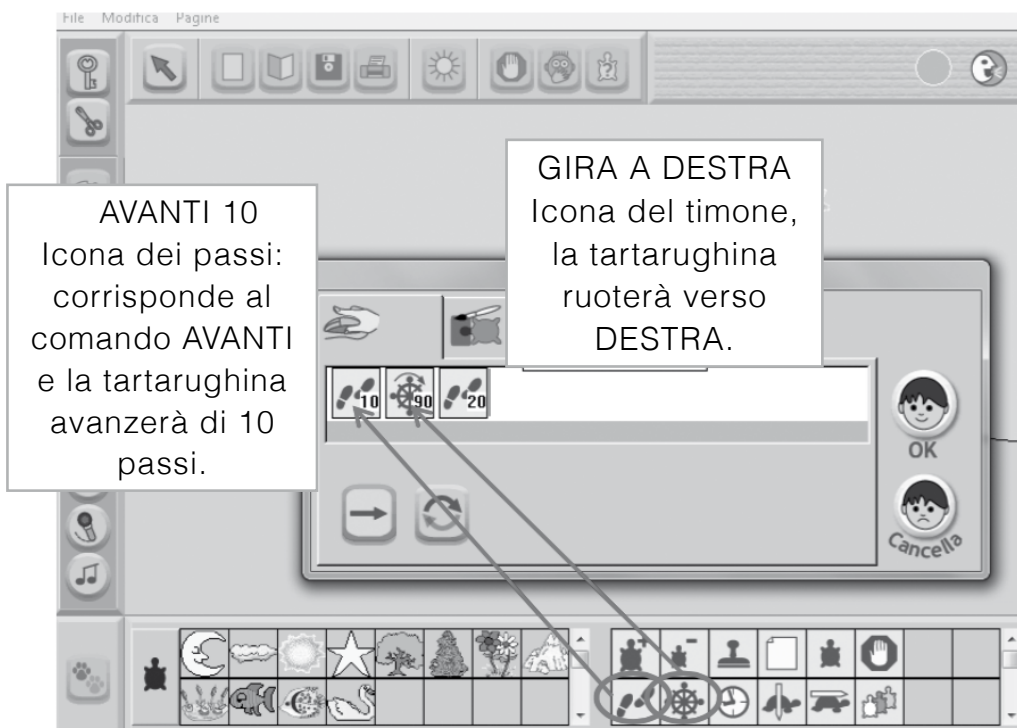 File Modifica Pagine
AVANTI 10
Icona dei passi:
corrisponde al
comando AVANTI
e la tartarughina
avanzerà di 10
passi.
GIRA A DESTRA
Icona del timone,
la tartarughina
ruoterà verso
DESTRA.
10 90 20
OK
Cancella
?